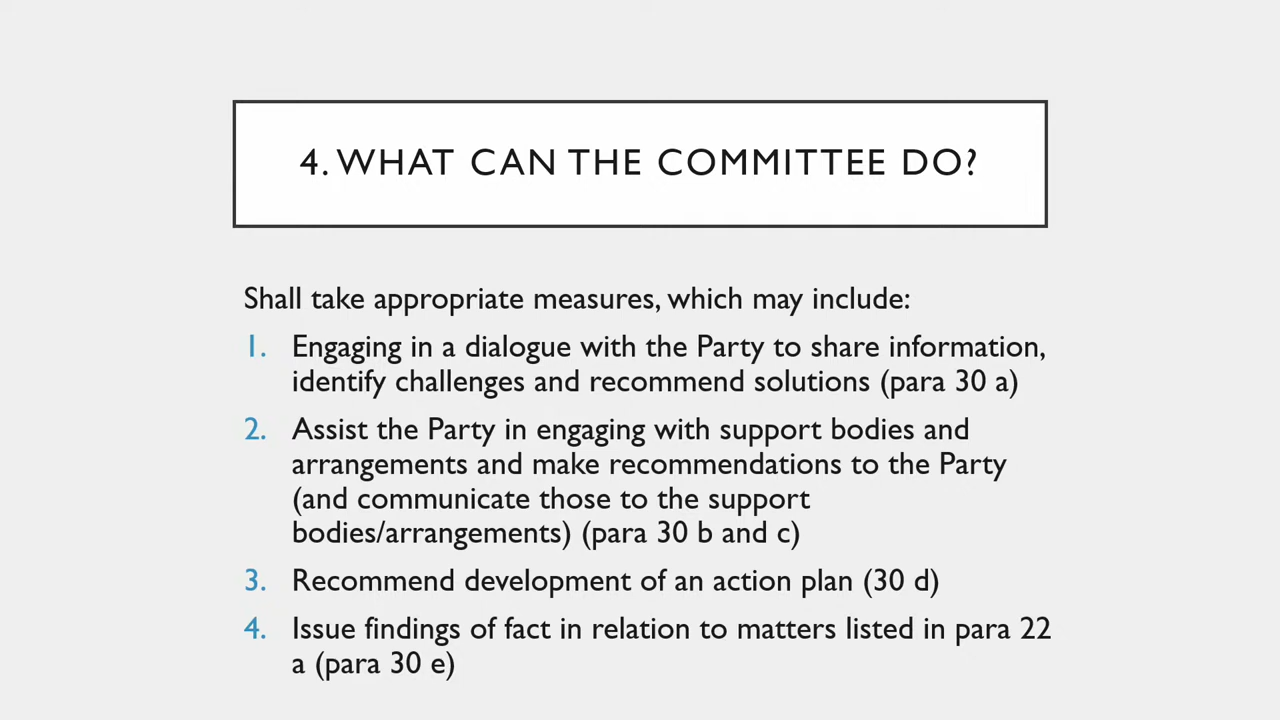 4. WHAT CAN THE COMMITTEE DO?
Shall take appropriate measures, which may include:
1. Engaging in a dialogue with the Party to share information,
identify challenges and recommend solutions (para 30 a)
2. Assist the Party in engaging with support bodies and
arrangements and make recommendations to the Party
(and communicate those to the support
bodies/arrangements) (para 30 b and c)
3. Recommend development of an action plan (30 d)
4. Issue findings of fact in relation to matters listed in para 22
a (para 30 e)